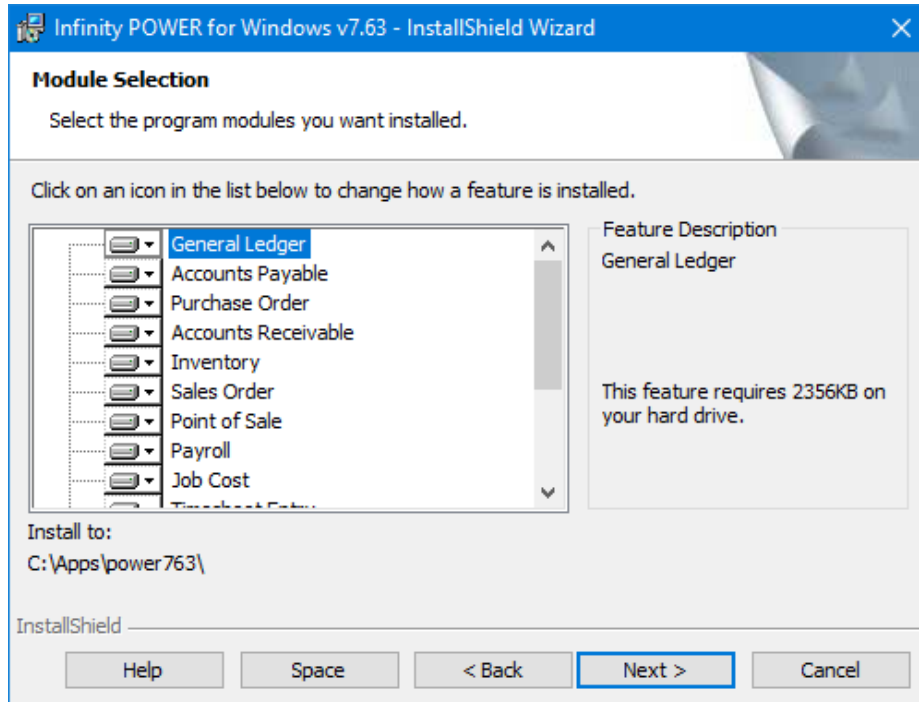 Infinity POWER for Windows v7.63 - InstallShield Wizard
Module Selection
Select the program modules you want installed.
Click on an icon in the list below to change how a feature is installed.
General Ledger
Accounts Payable
Purchase Order
Accounts Receivable
Inventory
Sales Order
Point of Sale
Payroll
Job Cost
Timesheet Entry
Feature Description
General Ledger
This feature requires 2356KB on
your hard drive.
Install to:
C:\Apps\power763\
InstallShield
Help
Space
< Back
Next >
Cancel